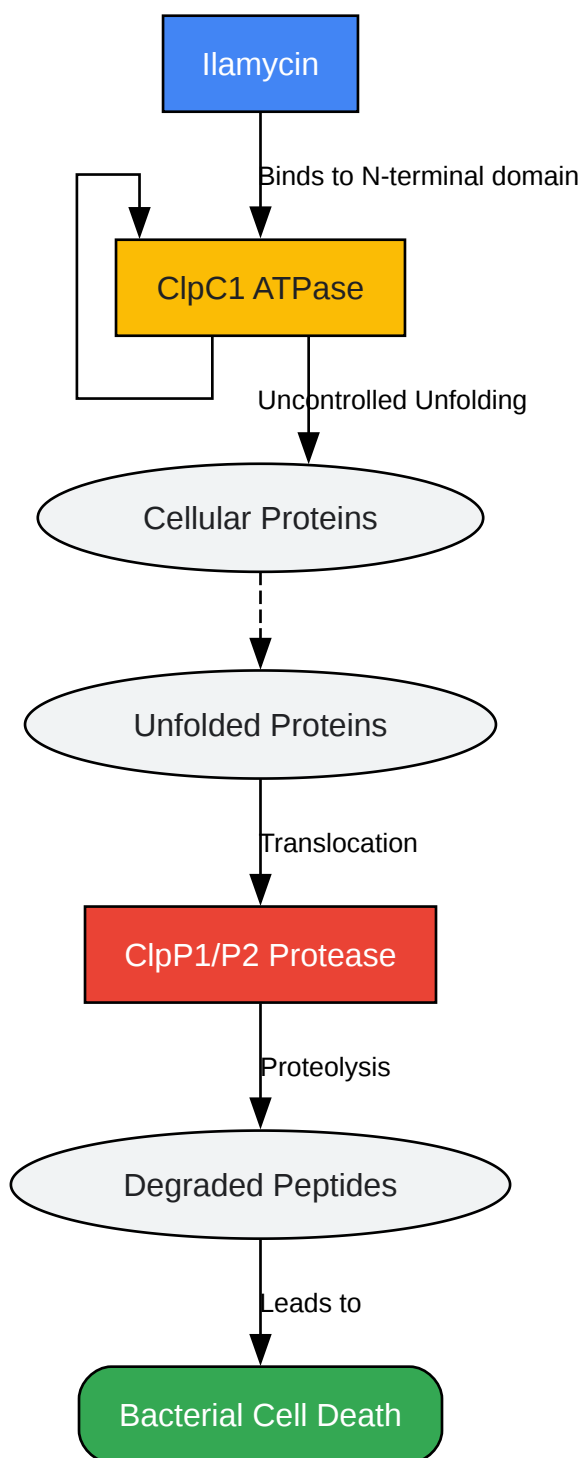 Ilamycin
Binds to N-terminal domain
ClpC1 ATPase
Uncontrolled Unfolding
Cellular Proteins
Unfolded Proteins
Translocation
ClpP1/P2 Protease
Proteolysis
Degraded Peptides
Leads to
Bacterial Cell Death